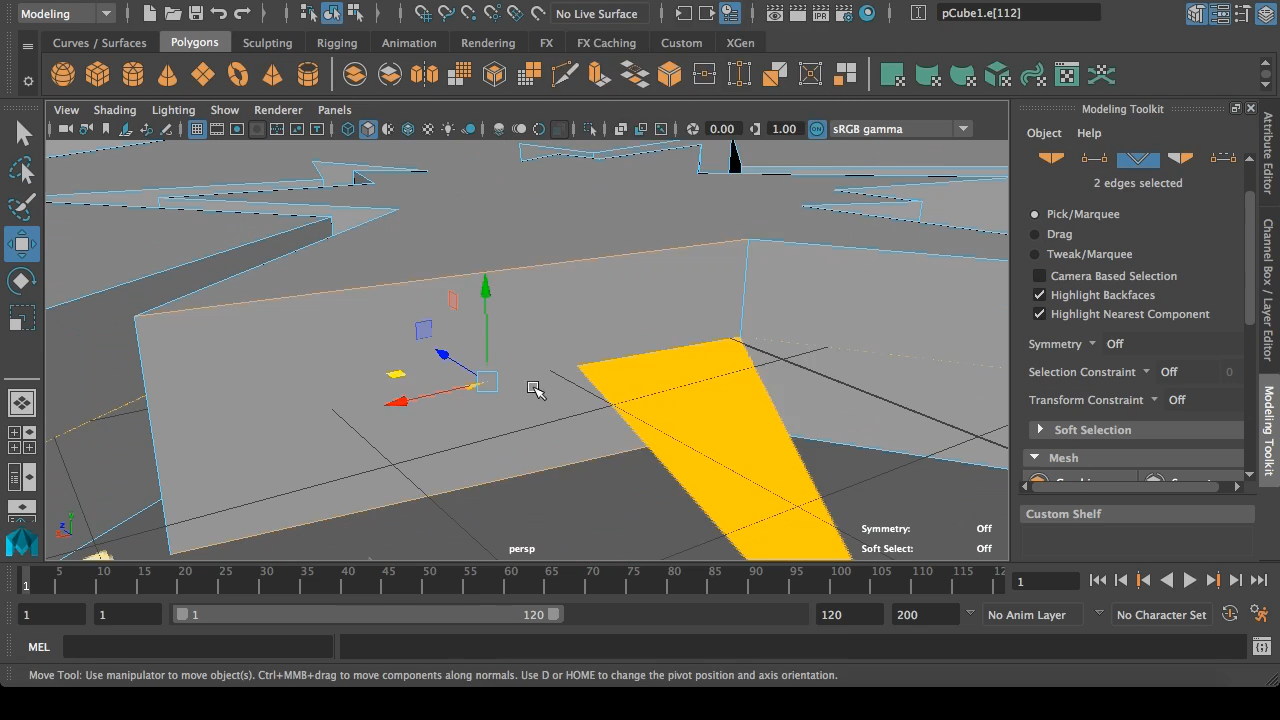 Modeling
No Live Surface
pCube1.e[112]
Curves / Surfaces
Polygons
Sculpting
Rigging
Animation
Rendering
FX
FX Caching
Custom
XGen
View Shading Lighting Show Renderer Panels
0.00
1.00
sRGB gamma
Modeling Toolkit
Object Help
2 edges selected
Pick/Marquee
Drag
Tweak/Marquee
Camera Based Selection
Highlight Backfaces
Highlight Nearest Component
Symmetry Off
Selection Constraint Off 0
Transform Constraint Off
Soft Selection
Mesh
Custom Shelf
Attribute Editor
Channel Box / Layer Editor
Modeling Toolkit
Symmetry: Off
Soft Select: Off
persp
z y x
IPR
ON
1 5 10 15 20 25 30 35 40 45 50 55 60 65 70 75 80 85 90 95 100 105 110 115 12
1
1 1 1 120 120 200 No Anim Layer No Character Set
MEL
Move Tool: Use manipulator to move object(s). Ctrl+MMB+drag to move components along normals. Use D or HOME to change the pivot position and axis orientation.